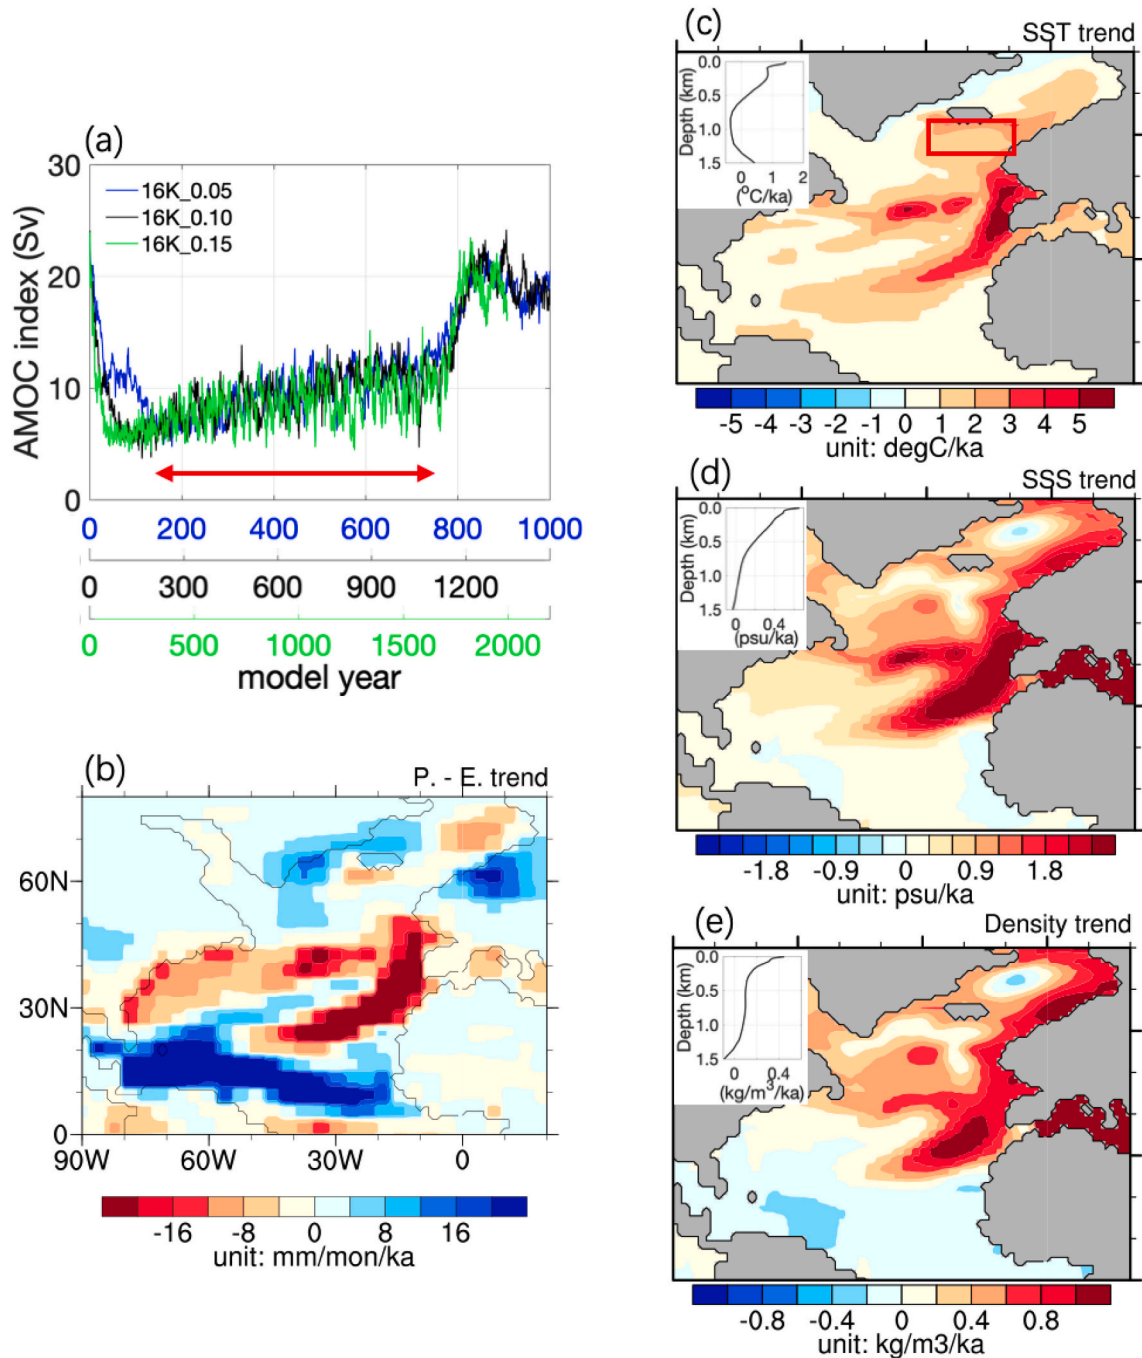 (a)
AMOC index (Sv)
30
20
10
0
16K_0.05
16K_0.10
16K_0.15
0 200 400 600 800 1000
0 300 600 900 1200
0 500 1000 1500 2000
model year
(b)
P. - E. trend
60N
30N
0
90W 60W 30W 0
-16 -8 0 8 16
unit: mm/mon/ka
(c)
SST trend
Depth (km)
0.0
0.5
1.0
1.5
0 1 2
(°C/ka)
-5 -4 -3 -2 -1 0 1 2 3 4 5
unit: degC/ka
(d)
SSS trend
Depth (km)
0.0
0.5
1.0
1.5
0 0.4
(psu/ka)
-1.8 -0.9 0 0.9 1.8
unit: psu/ka
(e)
Density trend
Depth (km)
0.0
0.5
1.0
1.5
0 0.4
(kg/m³/ka)
-0.8 -0.4 0 0.4 0.8
unit: kg/m3/ka